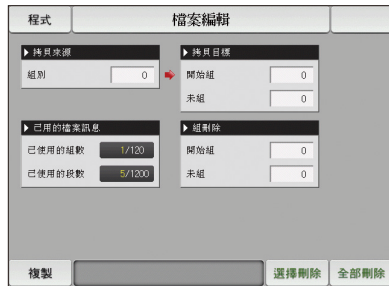 程式
檔案編輯
▶ 拷貝來源
組別 0
▶ 拷貝目標
開始組 0
未組 0
▶ 已用的檔案訊息
已使用的組數 1/120
已使用的段數 5/1200
▶ 組刪除
開始組 0
未組 0
複製
選擇刪除
全部刪除